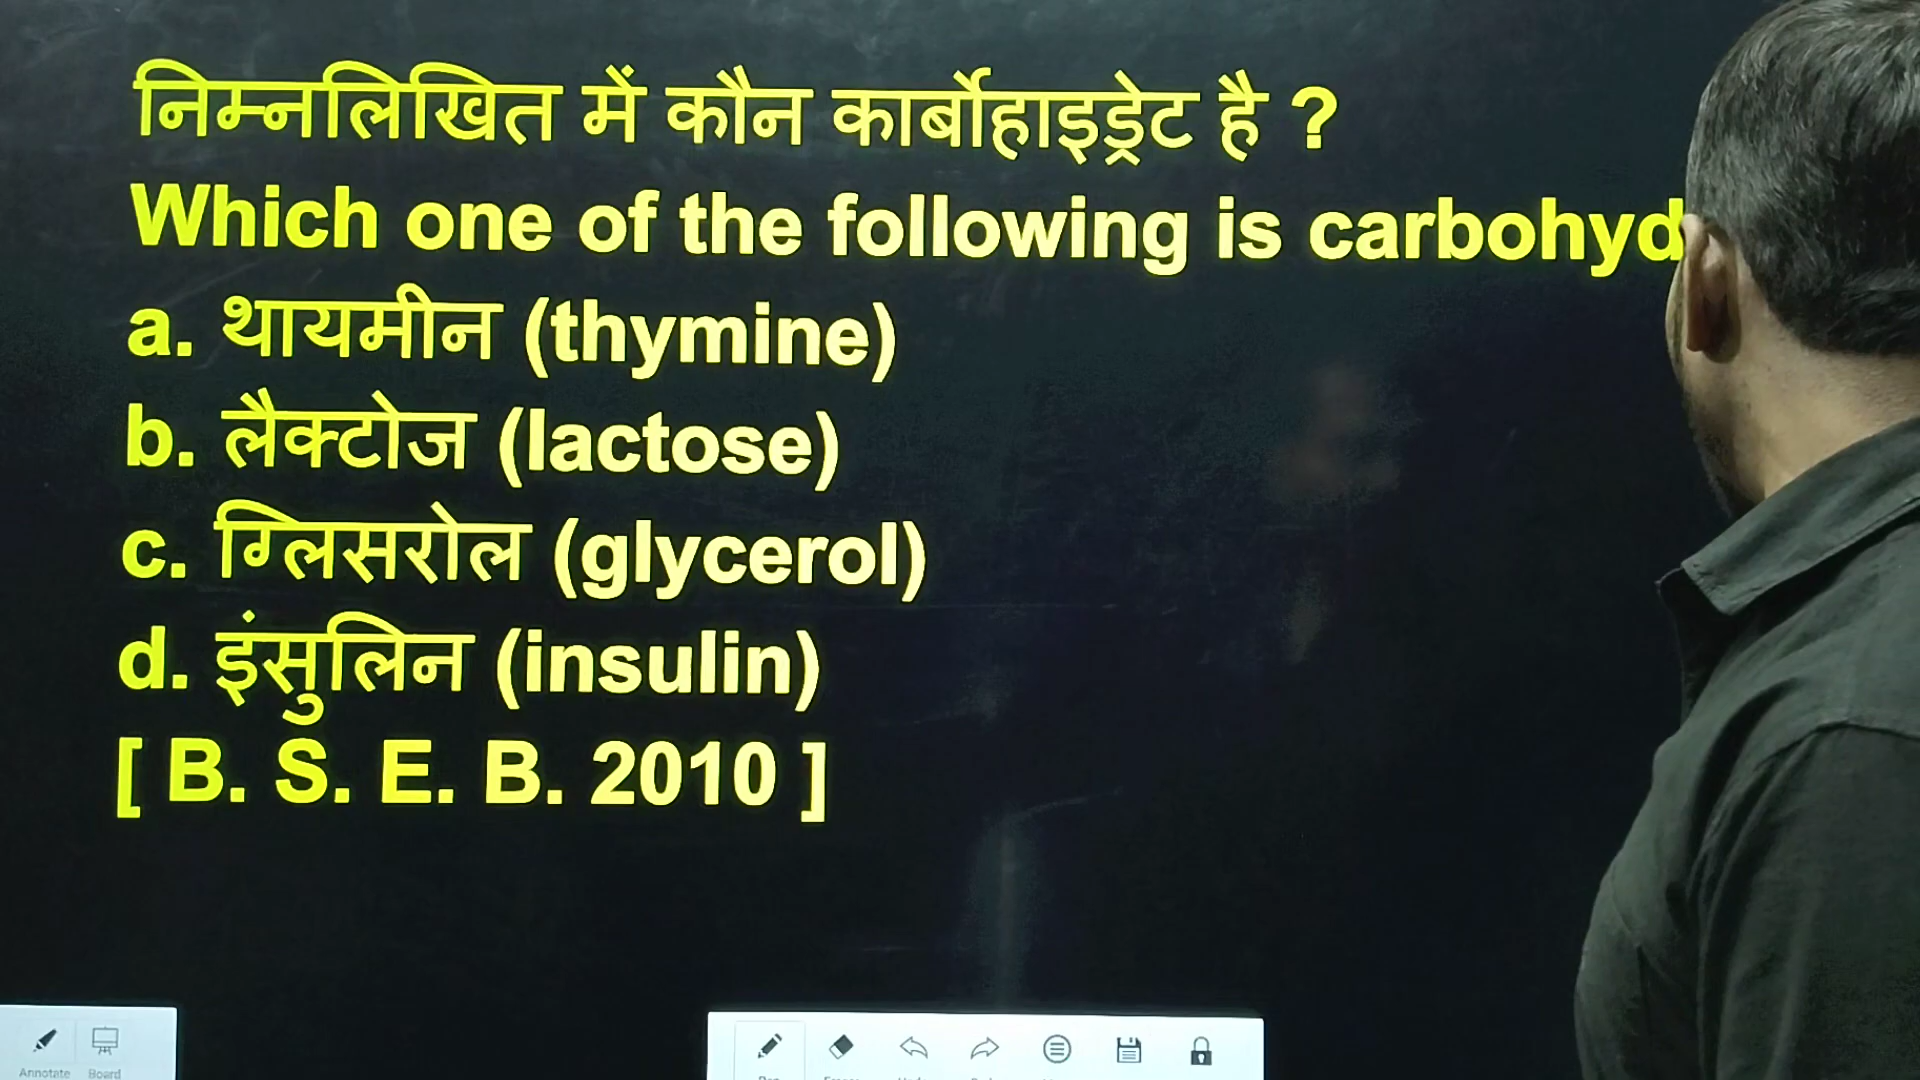 निम्नलिखित में कौन कार्बोहाइड्रेट है ?
Which one of the following is carbohyd
a. थायमीन (thymine)
b. लैक्टोज (lactose)
c. ग्लिसरोल (glycerol)
d. इंसुलिन (insulin)
[ B. S. E. B. 2010 ]
Annotate Board